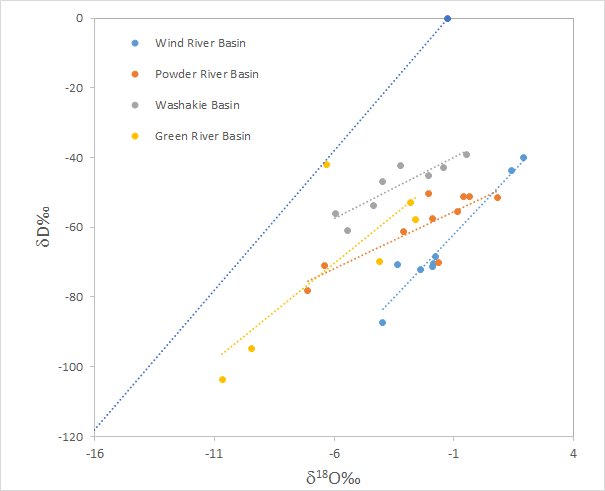 0
-20
-40
-60
-80
-100
-120
δD‰
Wind River Basin
Powder River Basin
Washakie Basin
Green River Basin
-16 -11 -6 -1 4
δ¹⁸O‰